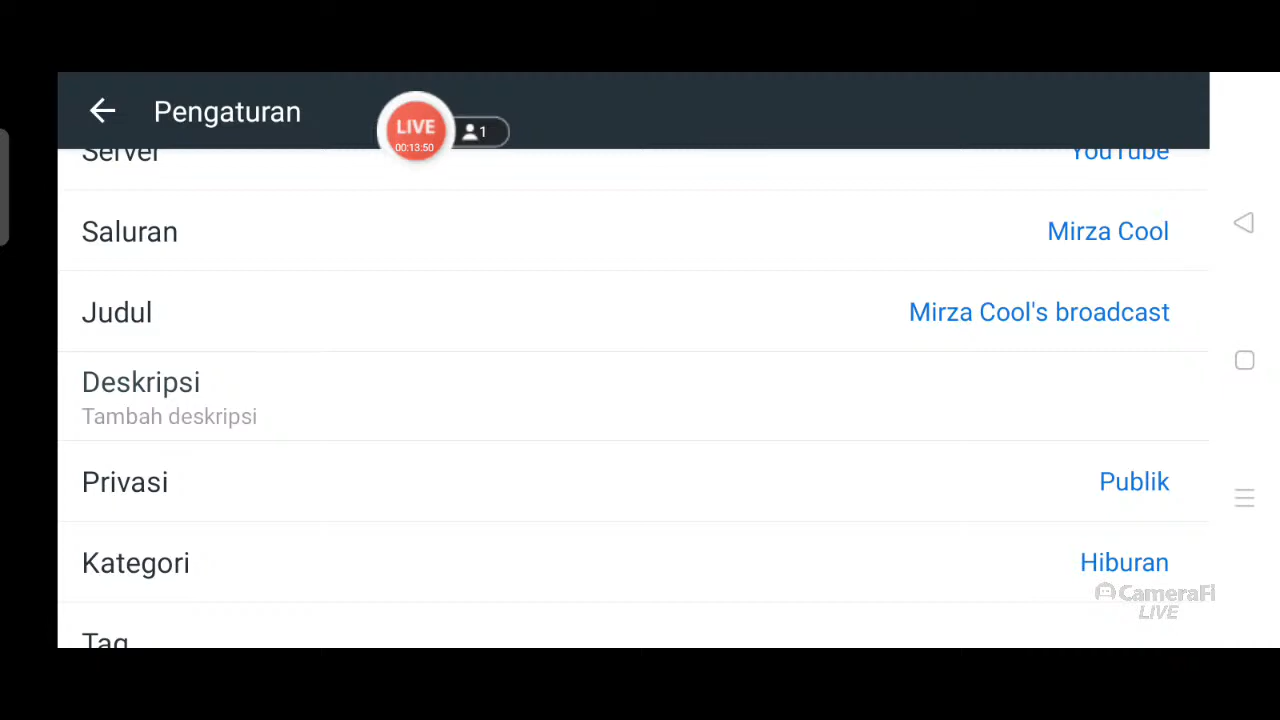 Pengaturan
LIVE
00:13:50
1
Server YouTube
Saluran Mirza Cool
Judul Mirza Cool's broadcast
Deskripsi
Tambah deskripsi
Privasi Publik
Kategori Hiburan
CameraFi
LIVE
Tag